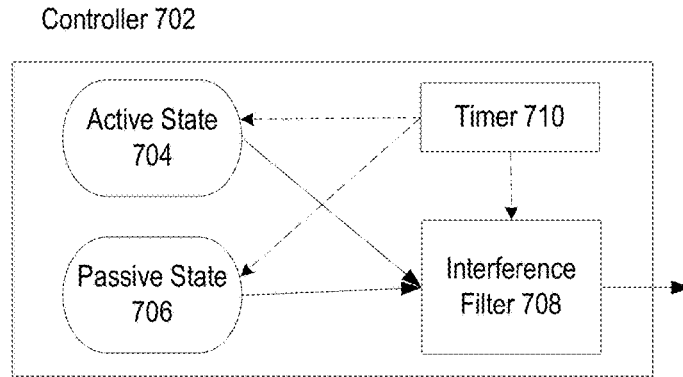 Controller 702
Active State
704
Timer 710
Passive State
706
Interference
Filter 708